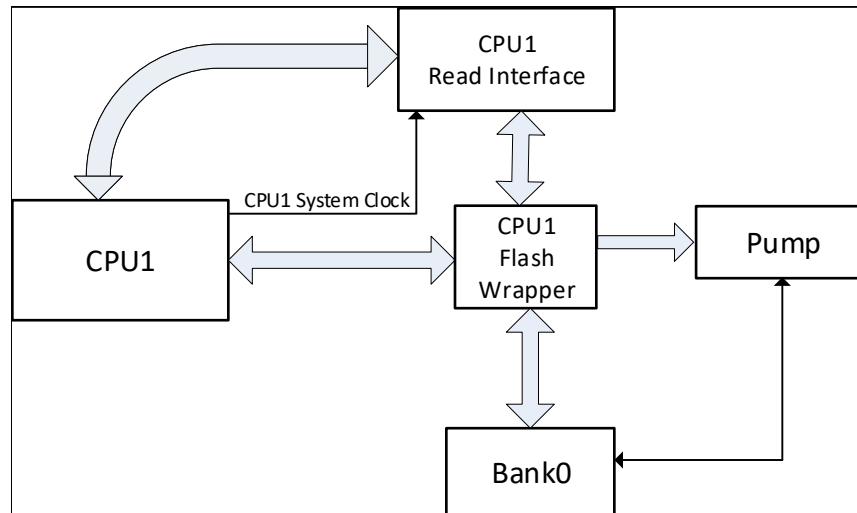 CPU1
Read Interface
CPU1 System Clock
CPU1
CPU1
Flash
Wrapper
Pump
Bank0